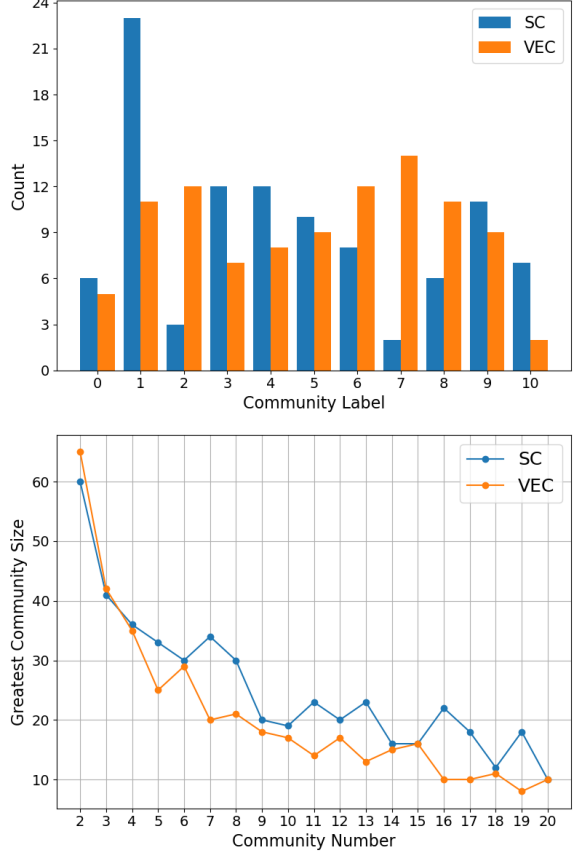 24
21
18
15
12
9
6
3
0
Count
SC
VEC
0 1 2 3 4 5 6 7 8 9 10
Community Label
60
50
40
30
20
10
Greatest Community Size
SC
VEC
2 3 4 5 6 7 8 9 10 11 12 13 14 15 16 17 18 19 20
Community Number